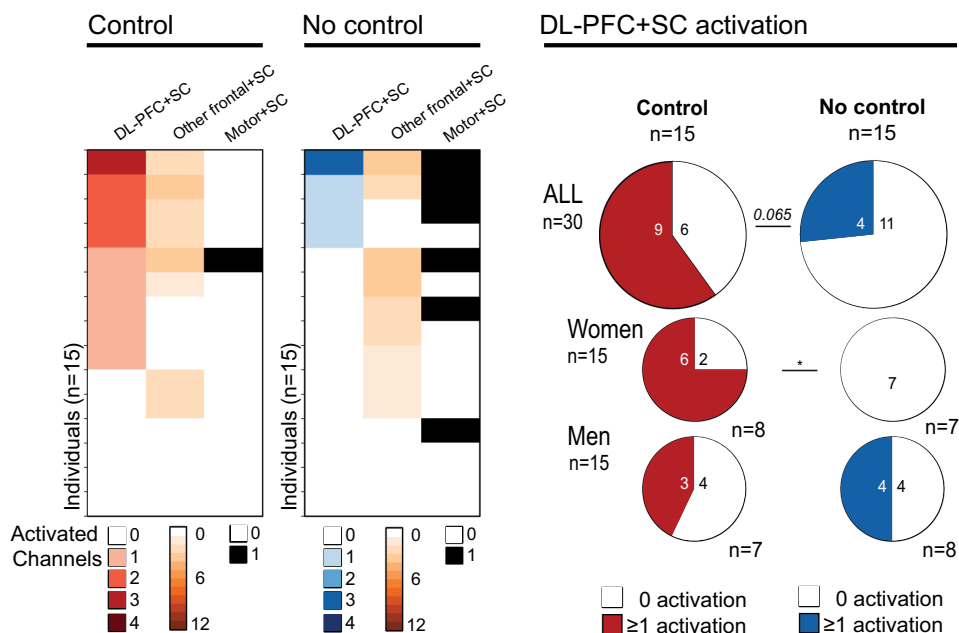 Control
No control
DL-PFC+SC activation
DL-PFC+SC
Other frontal+SC
Motor+SC
DL-PFC+SC
Other frontal+SC
Motor+SC
Individuals (n=15)
Individuals (n=15)
Activated
Channels
0
1
2
3
4
0
6
12
0
1
0
1
2
3
4
0
6
12
0
1
Control
n=15
No control
n=15
ALL
n=30
9 6
0.065
4 11
Women
n=15
6 2
n=8
*
7
n=7
Men
n=15
3 4
n=7
4 4
n=8
0 activation
≥1 activation
0 activation
≥1 activation